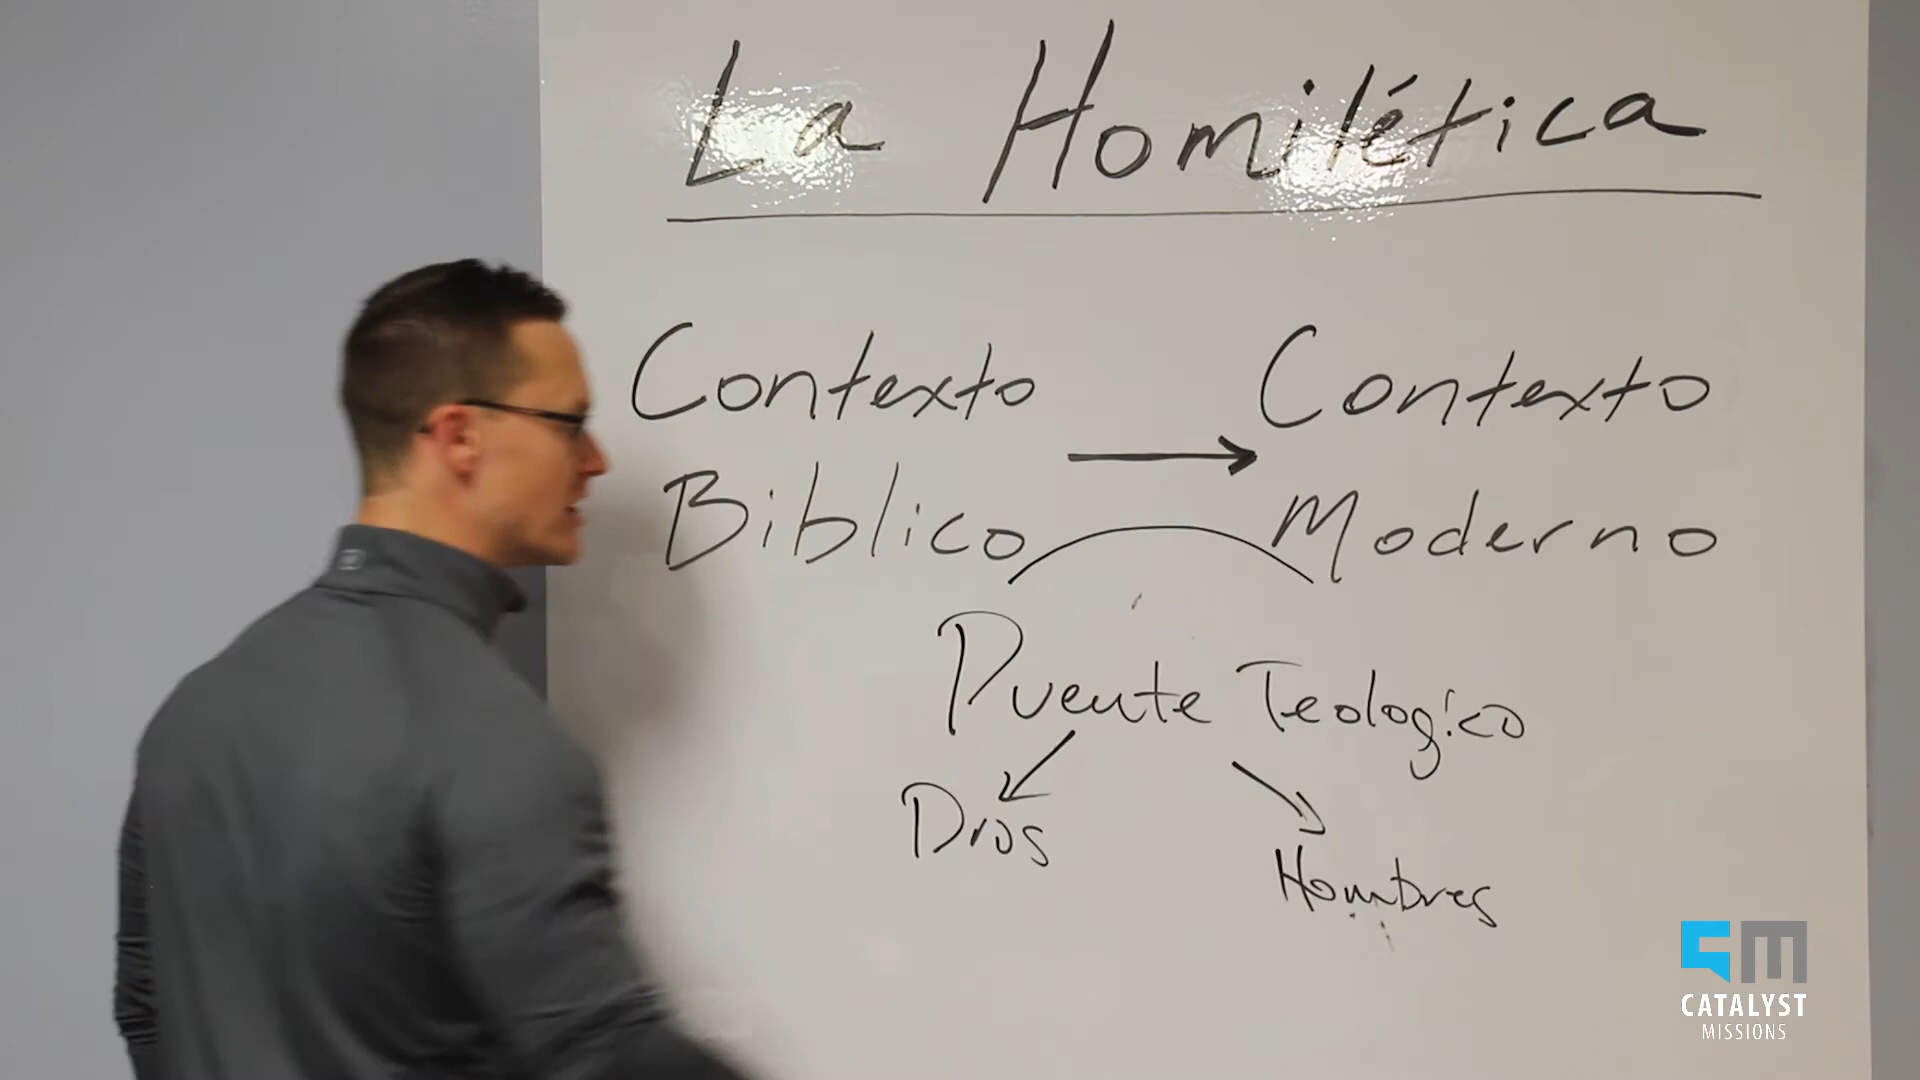 La Homilética
Contexto
Biblico
Contexto
Moderno
Puente Teologico
Dios
Hombres
CATALYST
MISSIONS